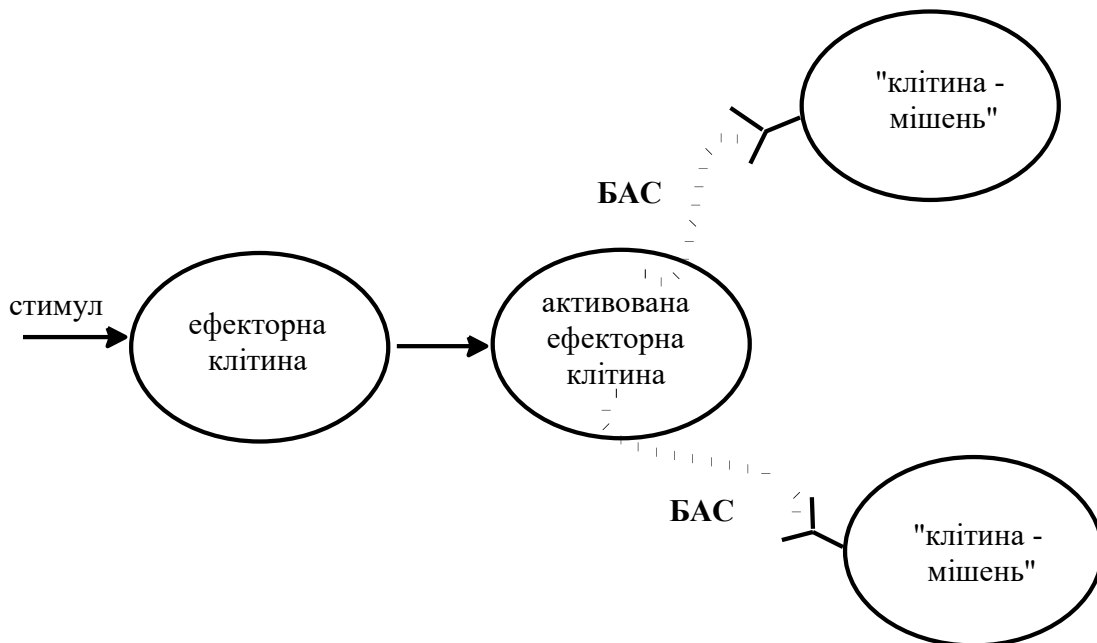 "клітина -
мішень"
БАС
стимул
ефекторна
клітина
активована
ефекторна
клітина
БАС
"клітина -
мішень"